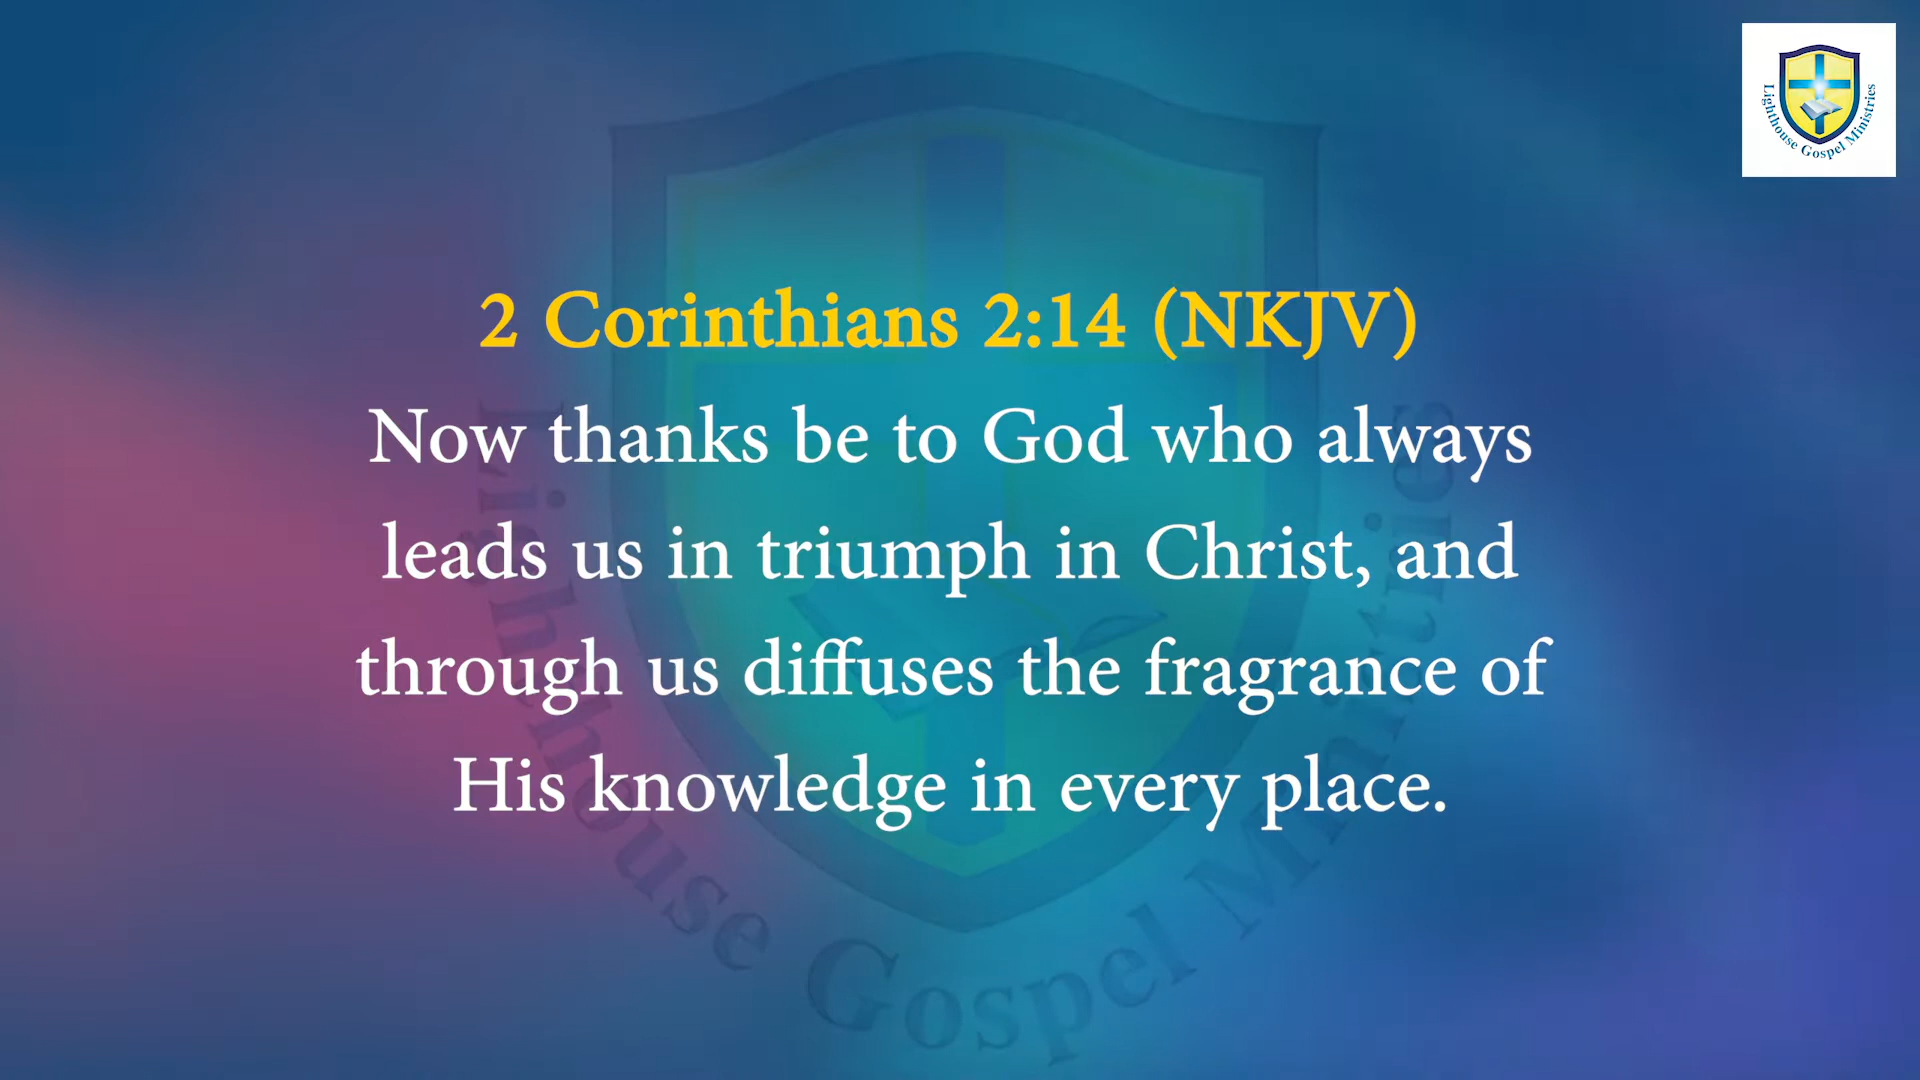 Lighthouse Gospel Ministries
2 Corinthians 2:14 (NKJV)
Now thanks be to God who always
leads us in triumph in Christ, and
through us diffuses the fragrance of
His knowledge in every place.
Lighthouse Gospel Ministries